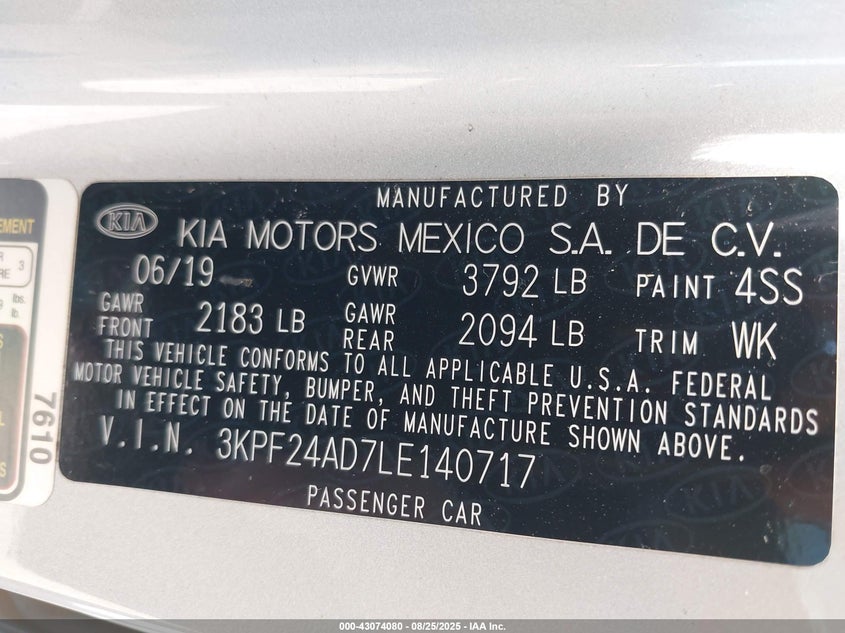 MANUFACTURED BY
KIA KIA MOTORS MEXICO S.A. DE C.V.
06/19 GVWR 3792 LB PAINT 4SS
GAWR FRONT 2183 LB GAWR REAR 2094 LB TRIM WK
THIS VEHICLE CONFORMS TO ALL APPLICABLE U.S.A. FEDERAL
MOTOR VEHICLE SAFETY, BUMPER, AND THEFT PREVENTION STANDARDS
IN EFFECT ON THE DATE OF MANUFACTURE SHOWN ABOVE.
V.I.N. 3KPF24AD7LE140717
PASSENGER CAR
7610
3
lbs.
lb.
000-43074080 - 08/25/2025 - IAA Inc.